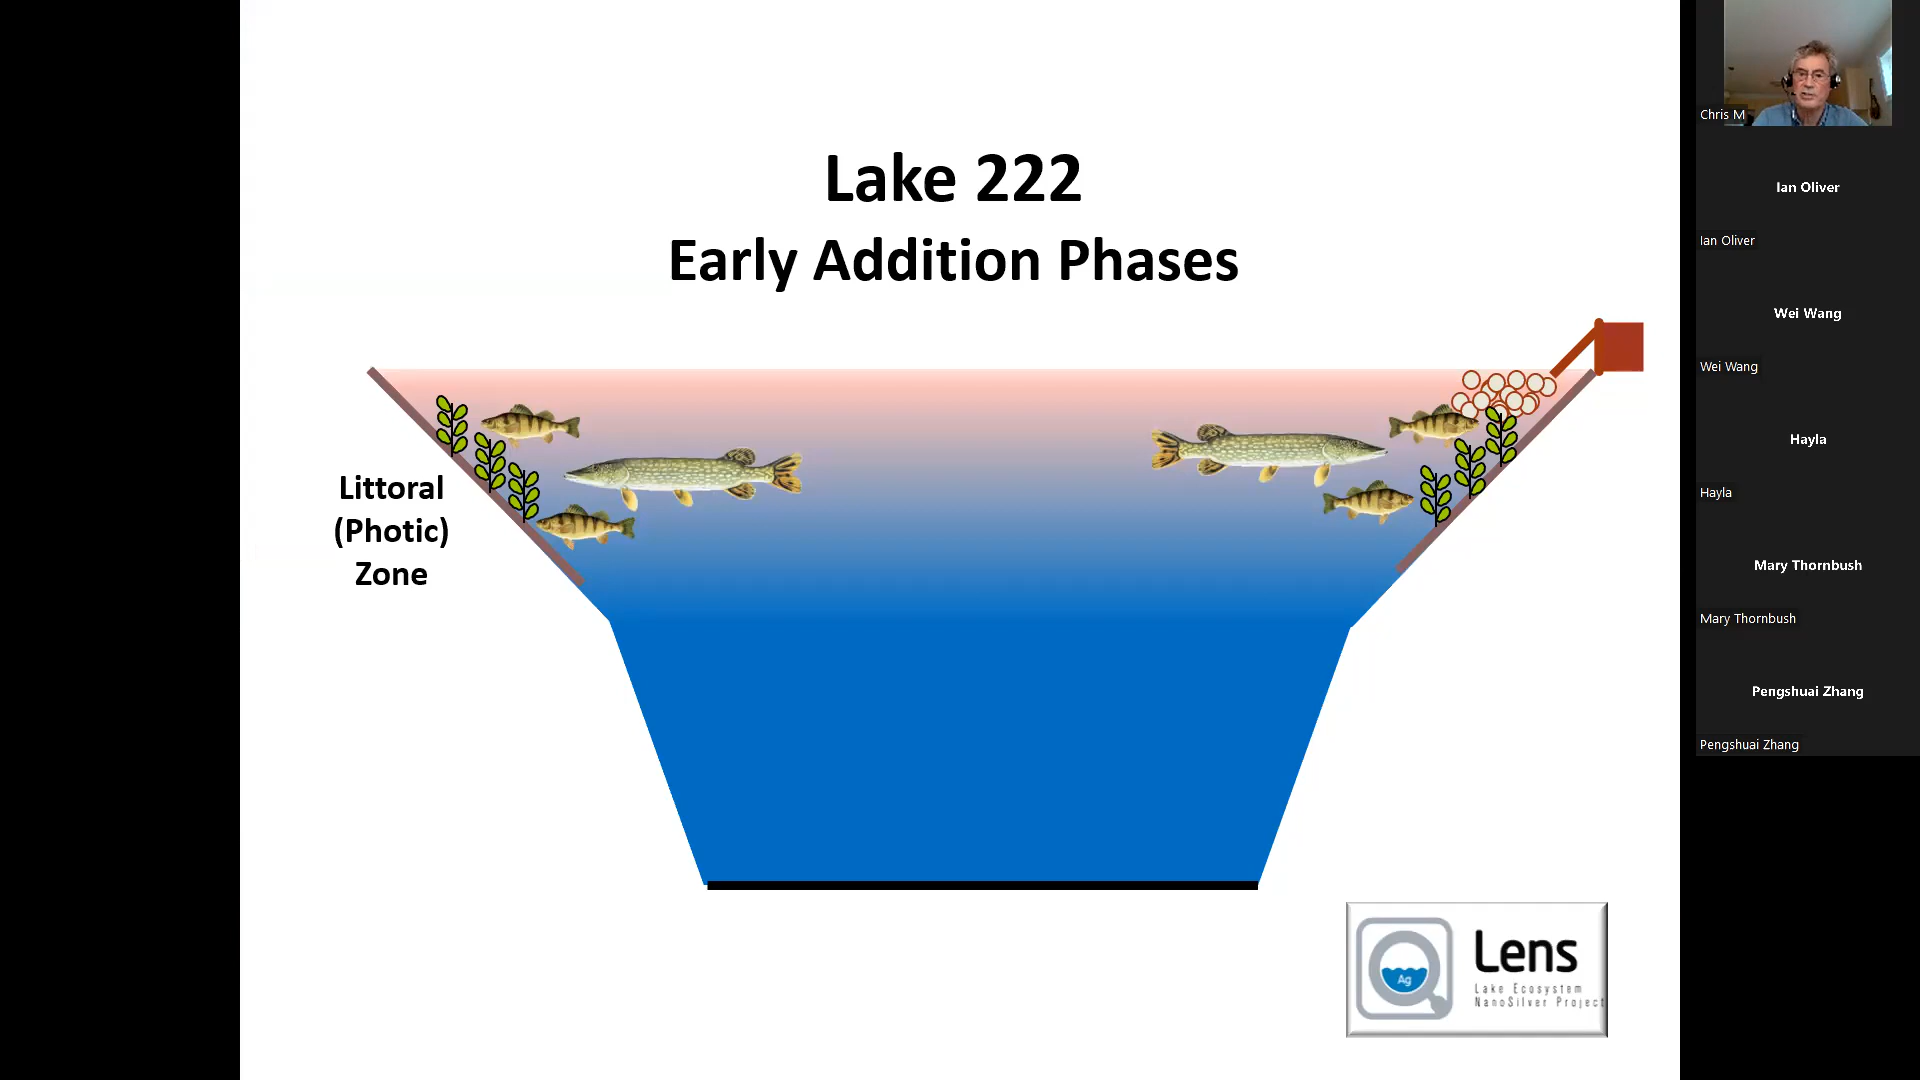 Lake 222
Early Addition Phases
Littoral
(Photic)
Zone
Ag
Lens
Lake Ecosystem
NanoSilver Project
Chris M
Ian Oliver
Ian Oliver
Wei Wang
Wei Wang
Hayla
Hayla
Mary Thornbush
Mary Thornbush
Pengshuai Zhang
Pengshuai Zhang